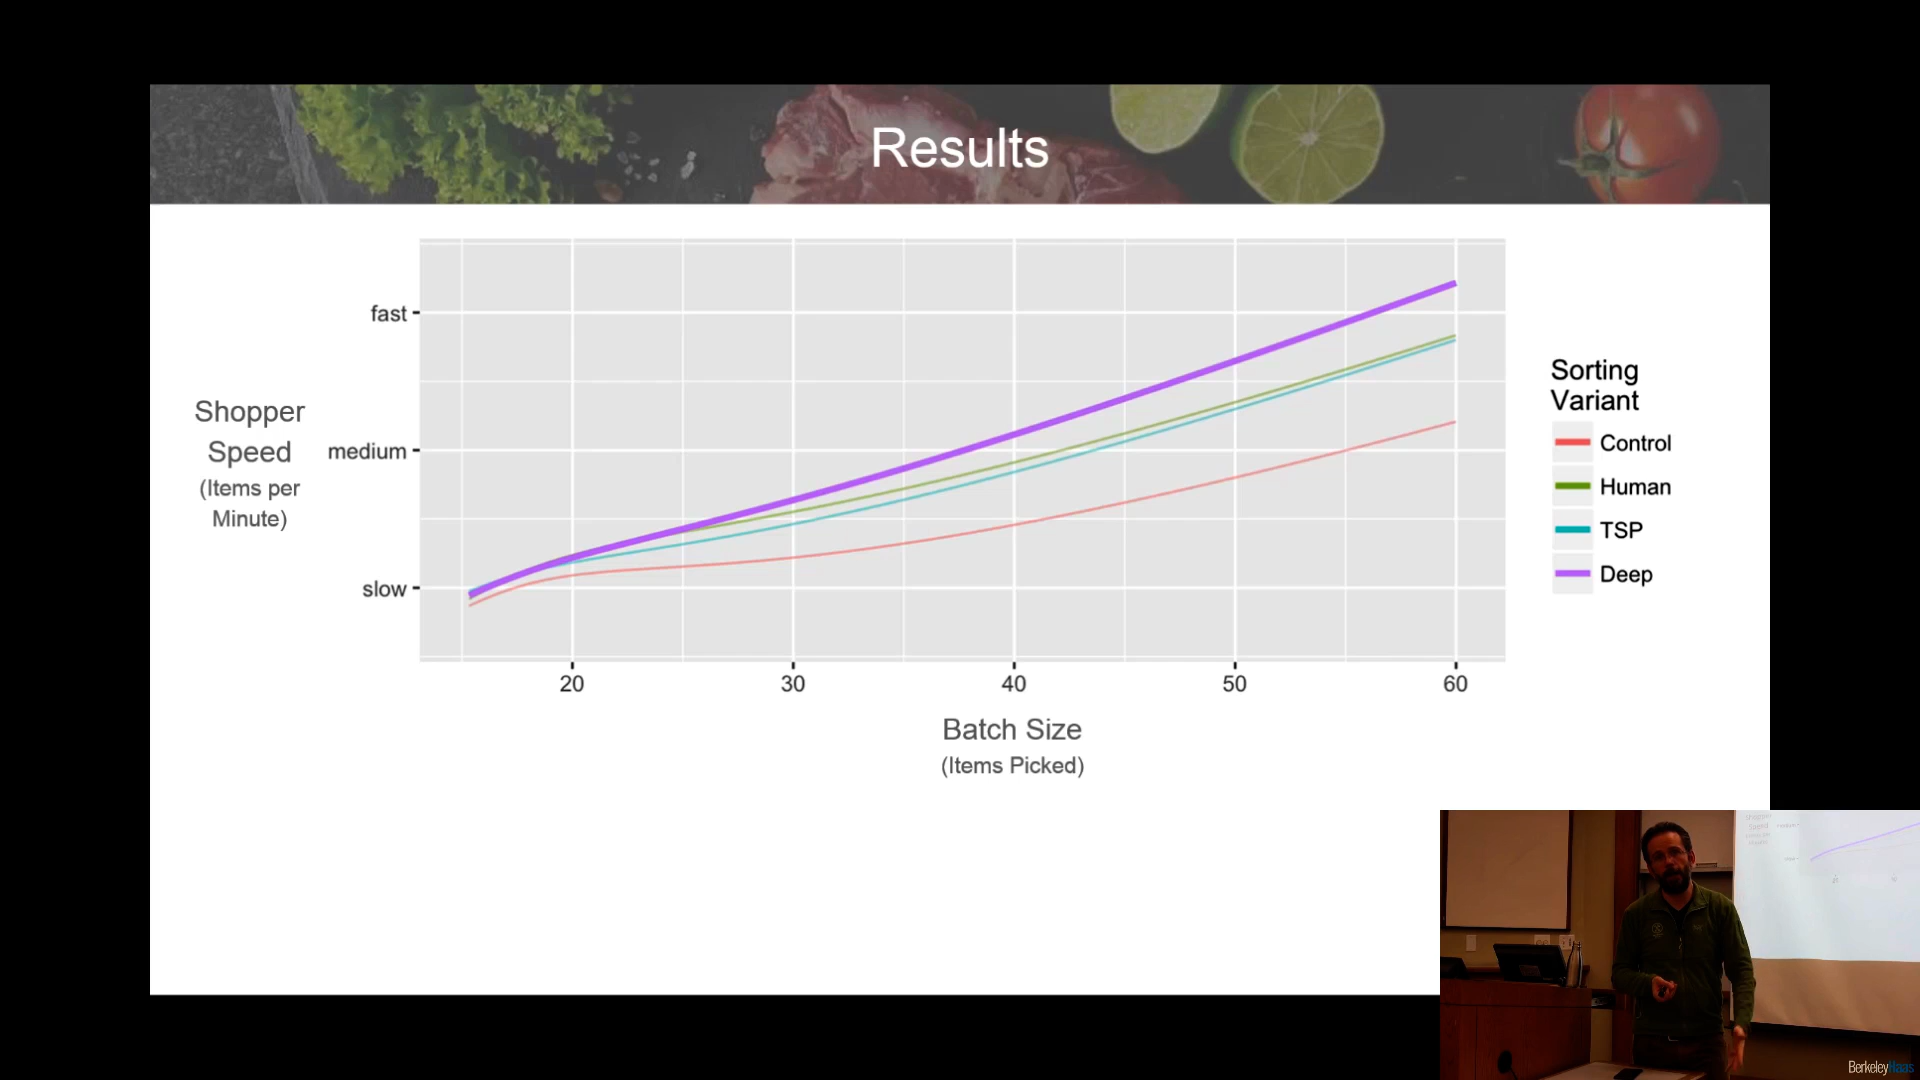 Results
Shopper
Speed
(Items per
Minute)
fast
medium
slow
20 30 40 50 60
Batch Size
(Items Picked)
Sorting
Variant
Control
Human
TSP
Deep
BerkeleyHaas